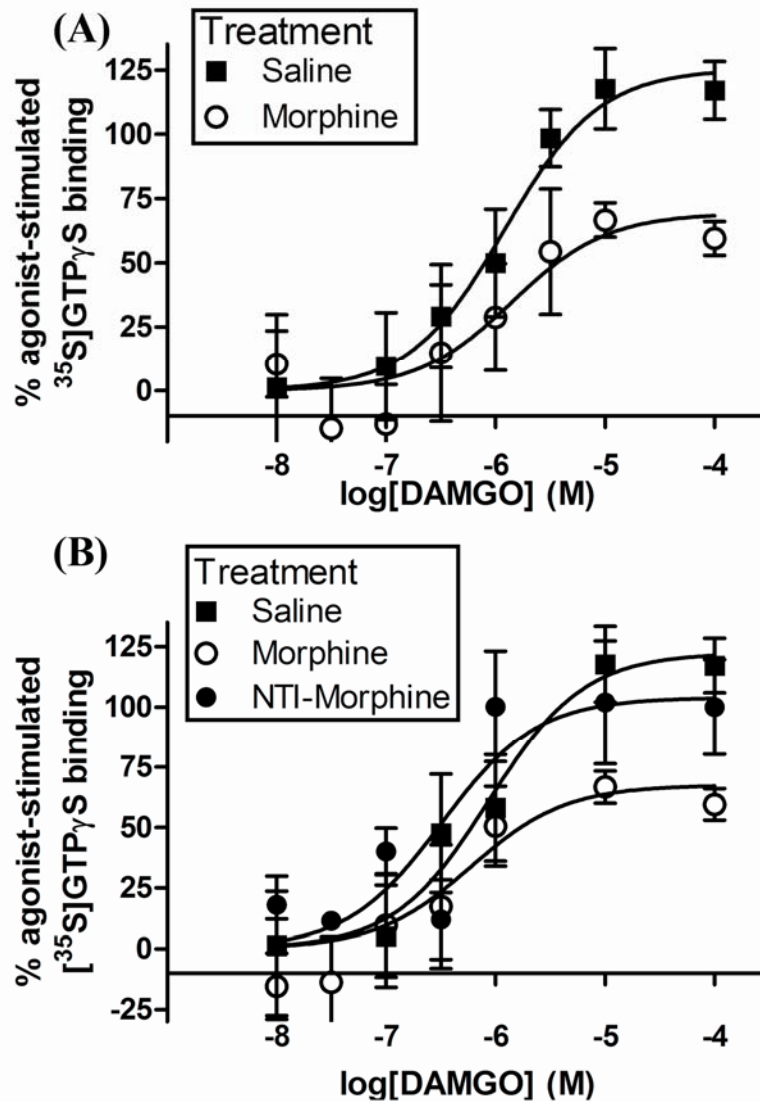 (A)
Treatment
Saline
Morphine
125
100
75
50
25
0
% agonist-stimulated
³⁵S]GTPγS binding
-8 -7 -6 -5 -4
log[DAMGO] (M)
(B)
Treatment
Saline
Morphine
NTI-Morphine
125
100
75
50
25
0
-25
% agonist-stimulated
[³⁵S]GTPγS binding
-8 -7 -6 -5 -4
log[DAMGO] (M)